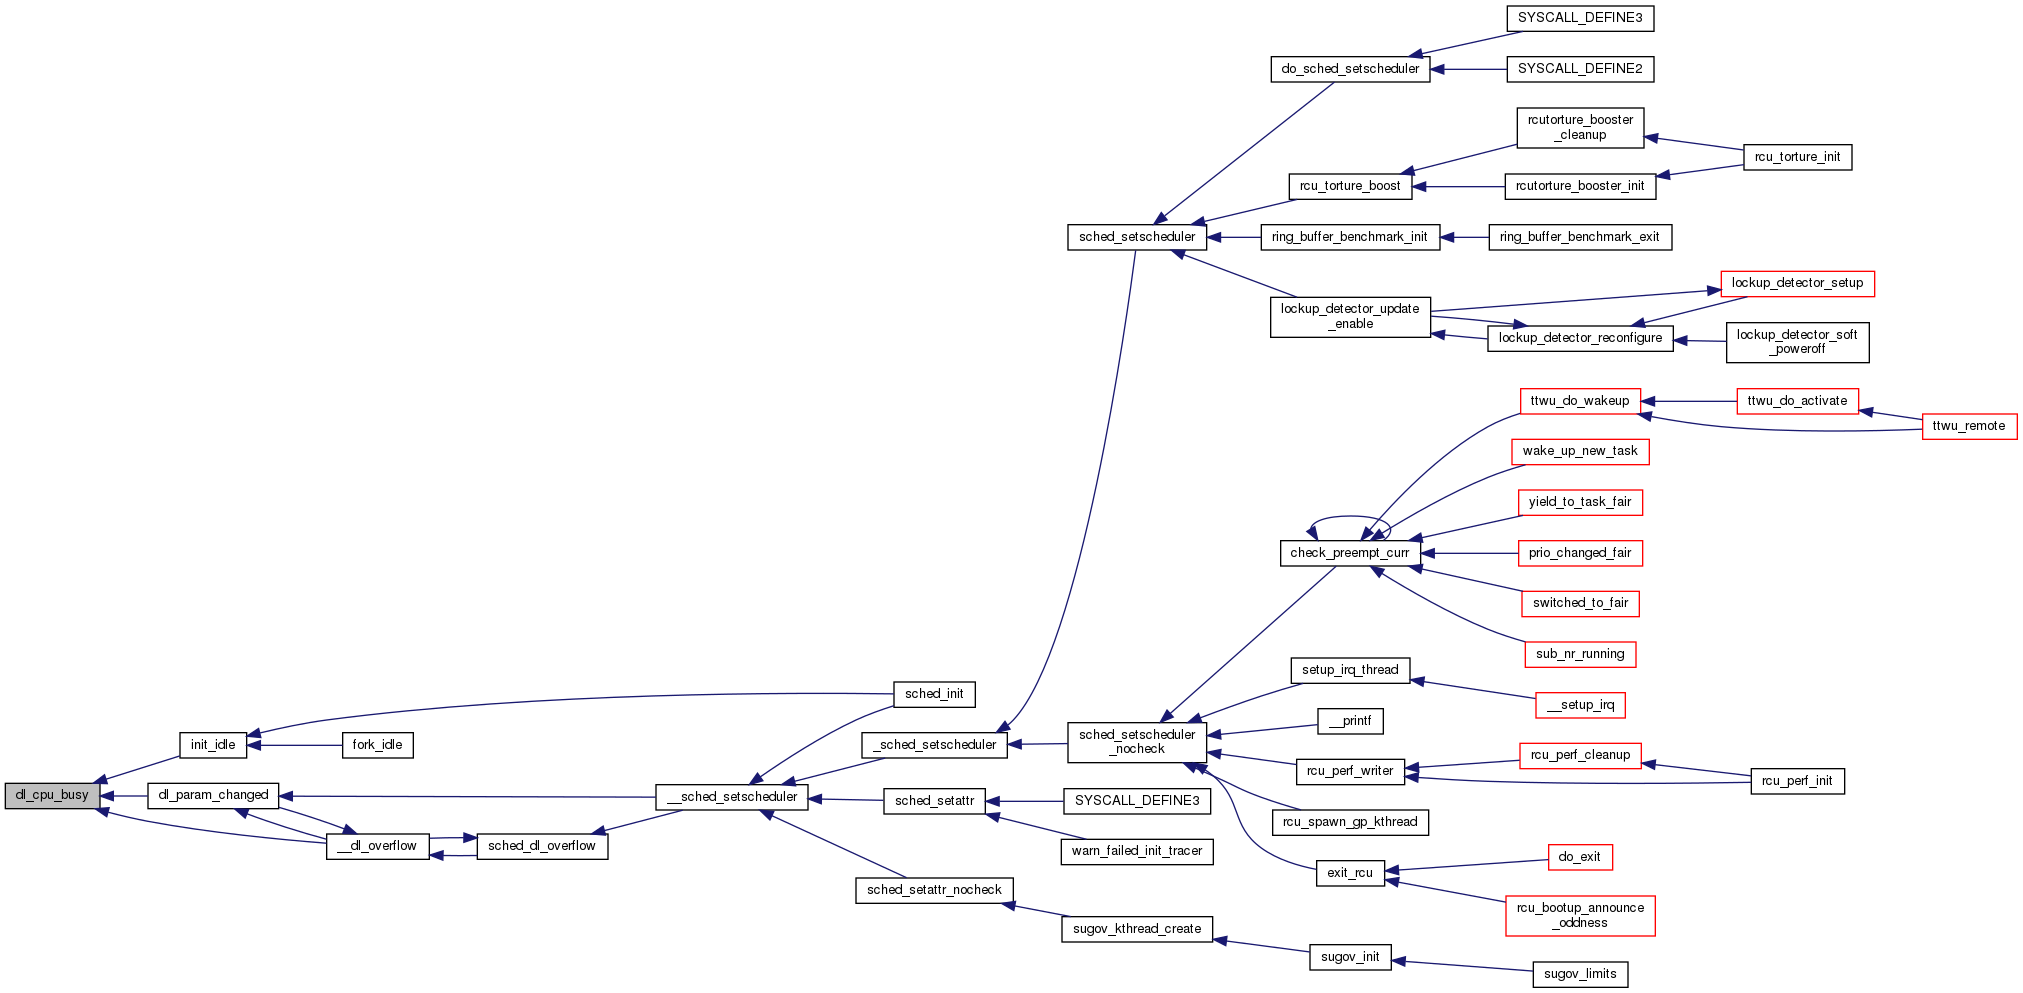 SYSCALL_DEFINE3
do_sched_setscheduler
SYSCALL_DEFINE2
rcutorture_booster
_cleanup
rcu_torture_init
rcu_torture_boost
rcutorture_booster_init
sched_setscheduler
ring_buffer_benchmark_init
ring_buffer_benchmark_exit
lockup_detector_setup
lockup_detector_update
_enable
lockup_detector_reconfigure
lockup_detector_soft
_poweroff
ttwu_do_wakeup
ttwu_do_activate
ttwu_remote
wake_up_new_task
yield_to_task_fair
check_preempt_curr
prio_changed_fair
switched_to_fair
sub_nr_running
setup_irq_thread
__setup_irq
sched_init
__printf
init_idle
fork_idle
_sched_setscheduler
sched_setscheduler
_nocheck
rcu_perf_cleanup
rcu_perf_writer
rcu_perf_init
dl_cpu_busy
dl_param_changed
__sched_setscheduler
sched_setattr
SYSCALL_DEFINE3
rcu_spawn_gp_kthread
__dl_overflow
sched_dl_overflow
warn_failed_init_tracer
do_exit
exit_rcu
sched_setattr_nocheck
rcu_bootup_announce
_oddness
sugov_kthread_create
sugov_init
sugov_limits